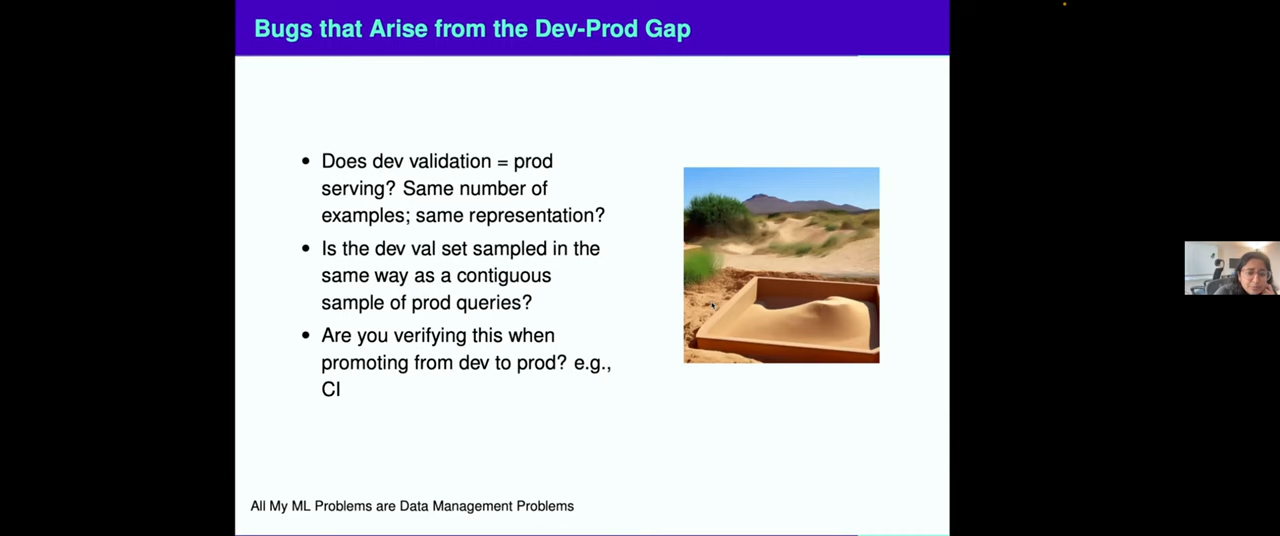 Bugs that Arise from the Dev-Prod Gap
• Does dev validation = prod
serving? Same number of
examples; same representation?
• Is the dev val set sampled in the
same way as a contiguous
sample of prod queries?
• Are you verifying this when
promoting from dev to prod? e.g.,
CI
All My ML Problems are Data Management Problems